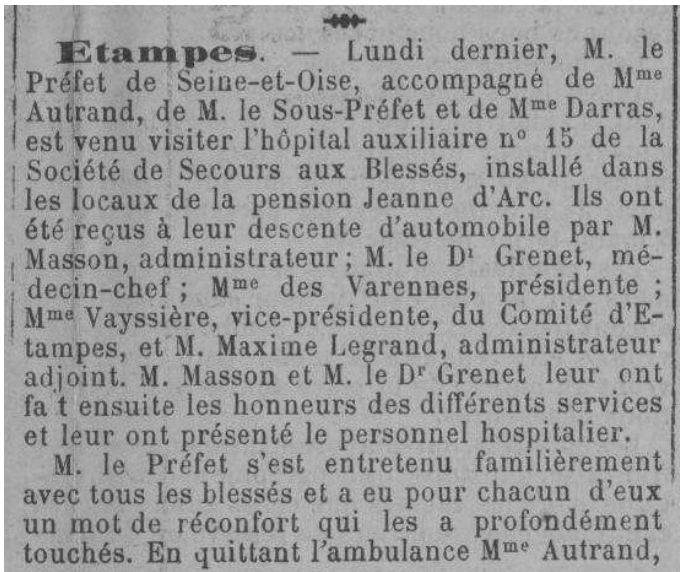 Etampes. — Lundi dernier, M. le
Préfet de Seine-et-Oise, accompagné de Mme
Autrand, de M. le Sous-Préfet et de Mme Darras,
est venu visiter l'hôpital auxiliaire no 15 de la
Société de Secours aux Blessés, installé dans
les locaux de la pension Jeanne d'Arc. Ils ont
été reçus à leur descente d'automobile par M.
Masson, administrateur ; M. le Dr Grenet, mé-
decin-chef ; Mme des Varennes, présidente ;
Mme Vayssière, vice-présidente, du Comité d'E-
tampes, et M. Maxime Legrand, administrateur
adjoint. M. Masson et M. le Dr Grenet leur ont
fa t ensuite les honneurs des différents services
et leur ont présenté le personnel hospitalier.
M. le Préfet s'est entretenu familièrement
avec tous les blessés et a eu pour chacun d'eux
un mot de réconfort qui les a profondément
touchés. En quittant l'ambulance Mme Autrand,